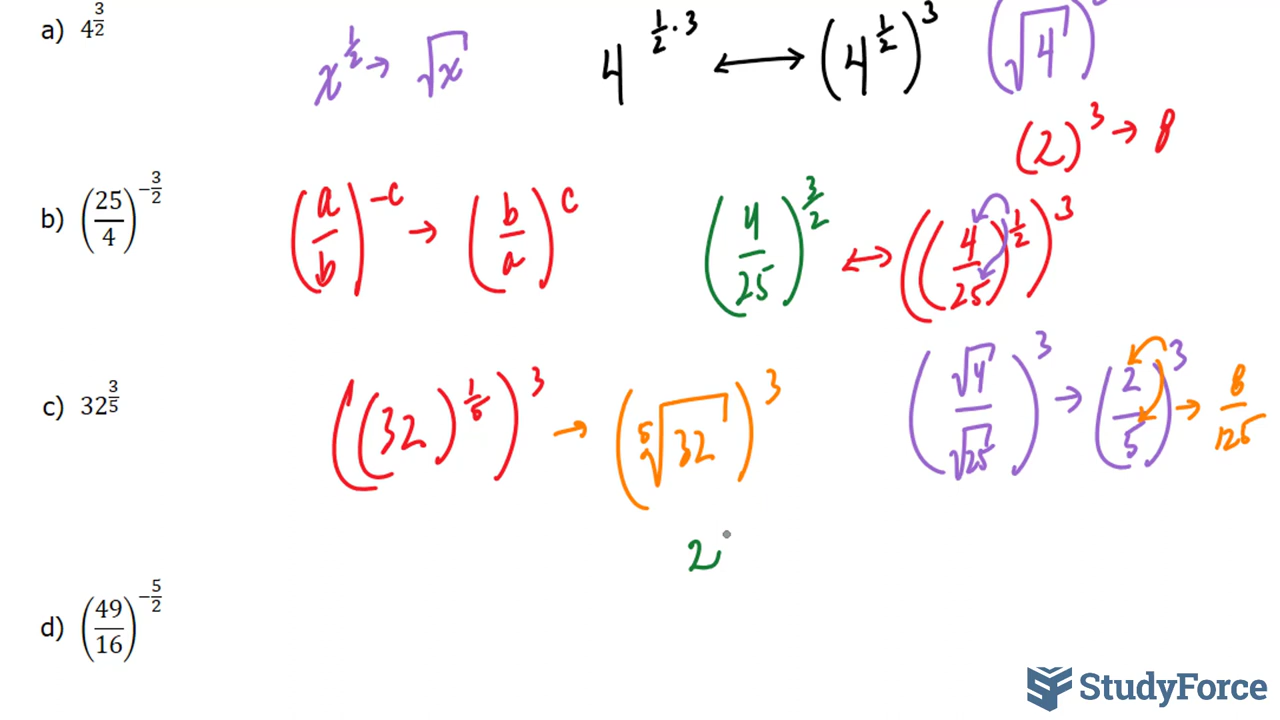 a) 4^(3/2) x^(1/2) → √x 4^(1/2 · 3) ↔ (4^(1/2))^3 (√4)
(2)^3 → 8
b) (25/4)^(-3/2) (a/b)^(-c) → (b/a)^c (4/25)^(3/2) ↔ ((4/25)^(1/2))^3
(√4/√25)^3 → (2/5)^3 → 8/125
c) 32^(3/5) ((32)^(1/5))^3 → (⁵√32)^3
2
d) (49/16)^(-5/2)
StudyForce